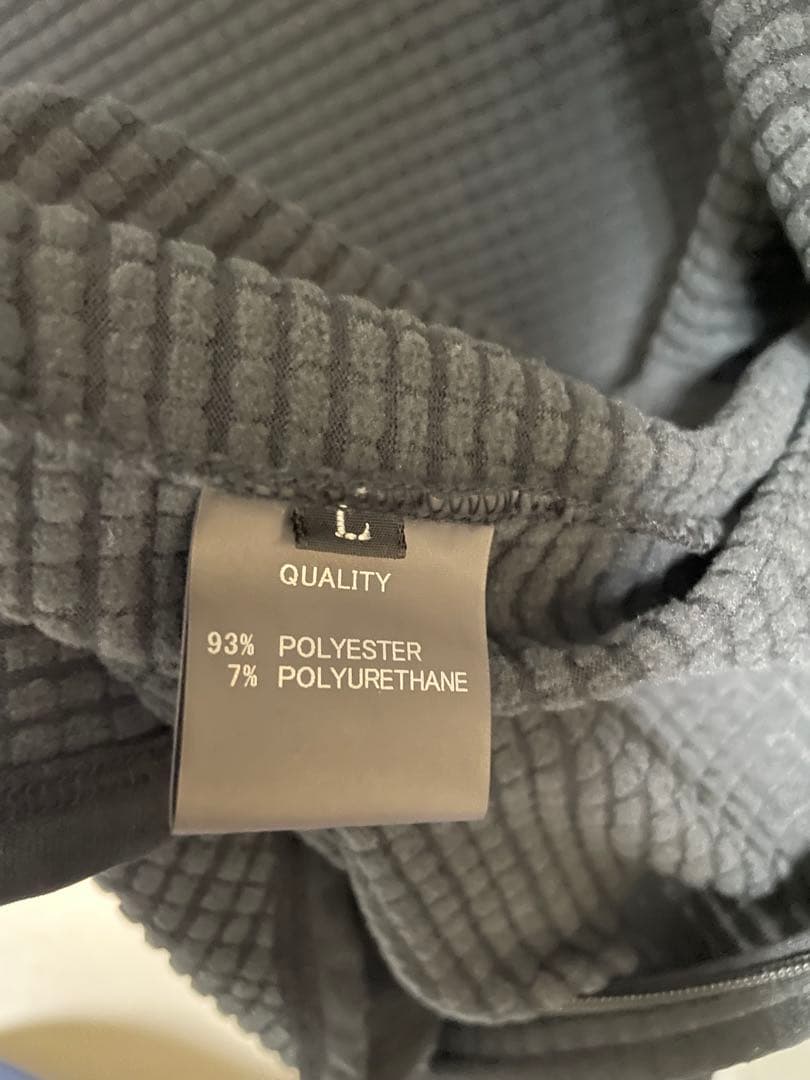 L
QUALITY
93% POLYESTER
7% POLYURETHANE